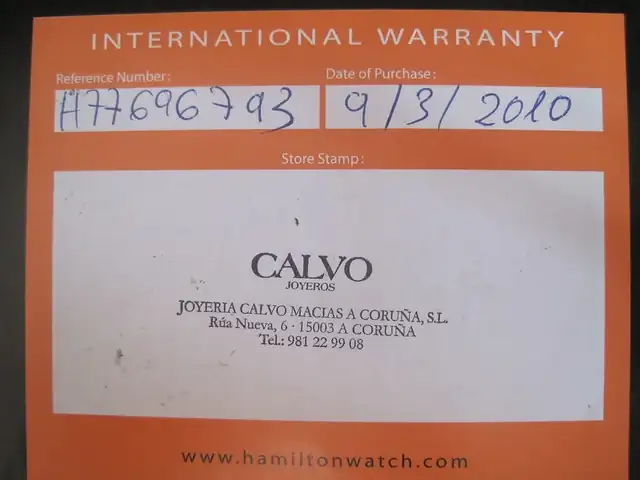 INTERNATIONAL WARRANTY
Reference Number: Date of Purchase:
H77696793 9/3/2010
Store Stamp:
CALVO
JOYEROS
JOYERIA CALVO MACIAS A CORUÑA, S.L.
Rúa Nueva, 6 · 15003 A CORUÑA
Tel.: 981 22 99 08
www.hamiltonwatch.com